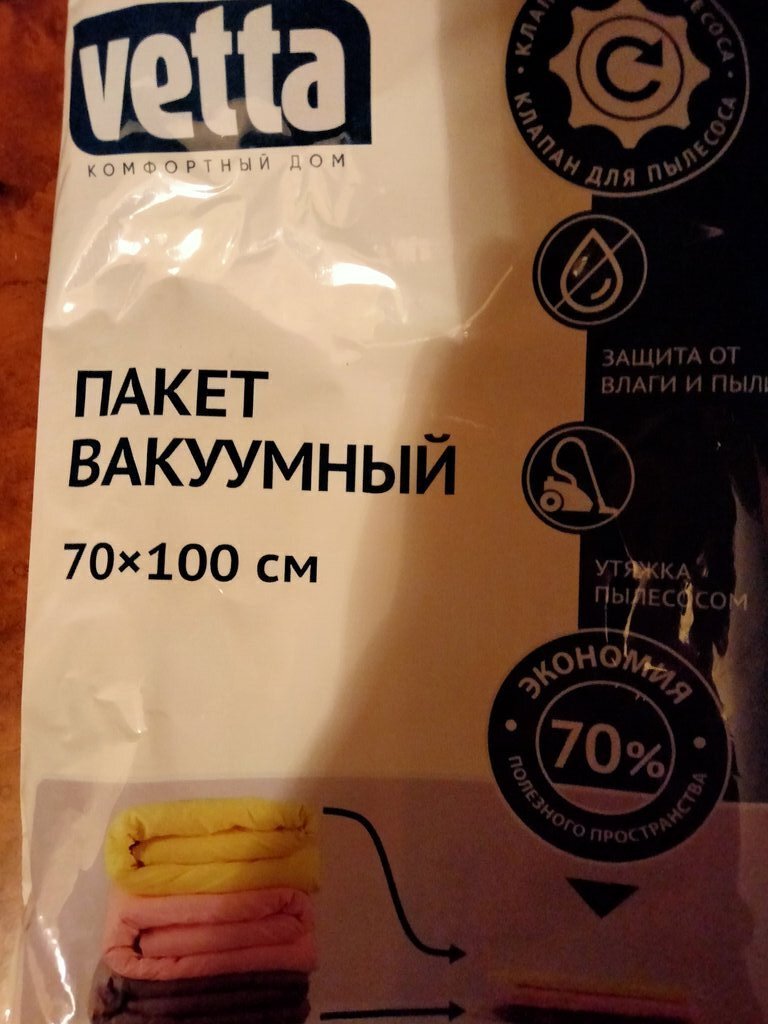 vetta
КОМФОРТНЫЙ ДОМ
КЛАПАН ДЛЯ ПЫЛЕСОСА
ПАКЕТ
ВАКУУМНЫЙ
70×100 см
ЗАЩИТА ОТ
ВЛАГИ И ПЫЛИ
УТЯЖКА
ПЫЛЕСОСОМ
ЭКОНОМИЯ
70%
ПОЛЕЗНОГО ПРОСТРАНСТВА